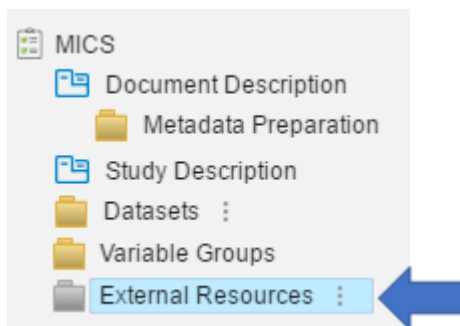 MICS
Document Description
Metadata Preparation
Study Description
Datasets
Variable Groups
External Resources